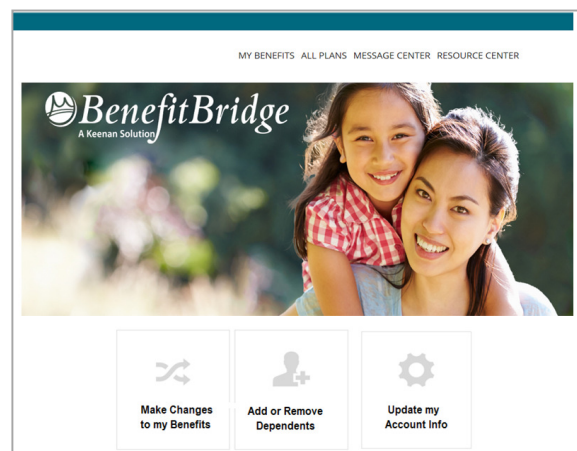 MY BENEFITS ALL PLANS MESSAGE CENTER RESOURCE CENTER
BenefitBridge
A Keenan Solution
Make Changes
to my Benefits
Add or Remove
Dependents
Update my
Account Info